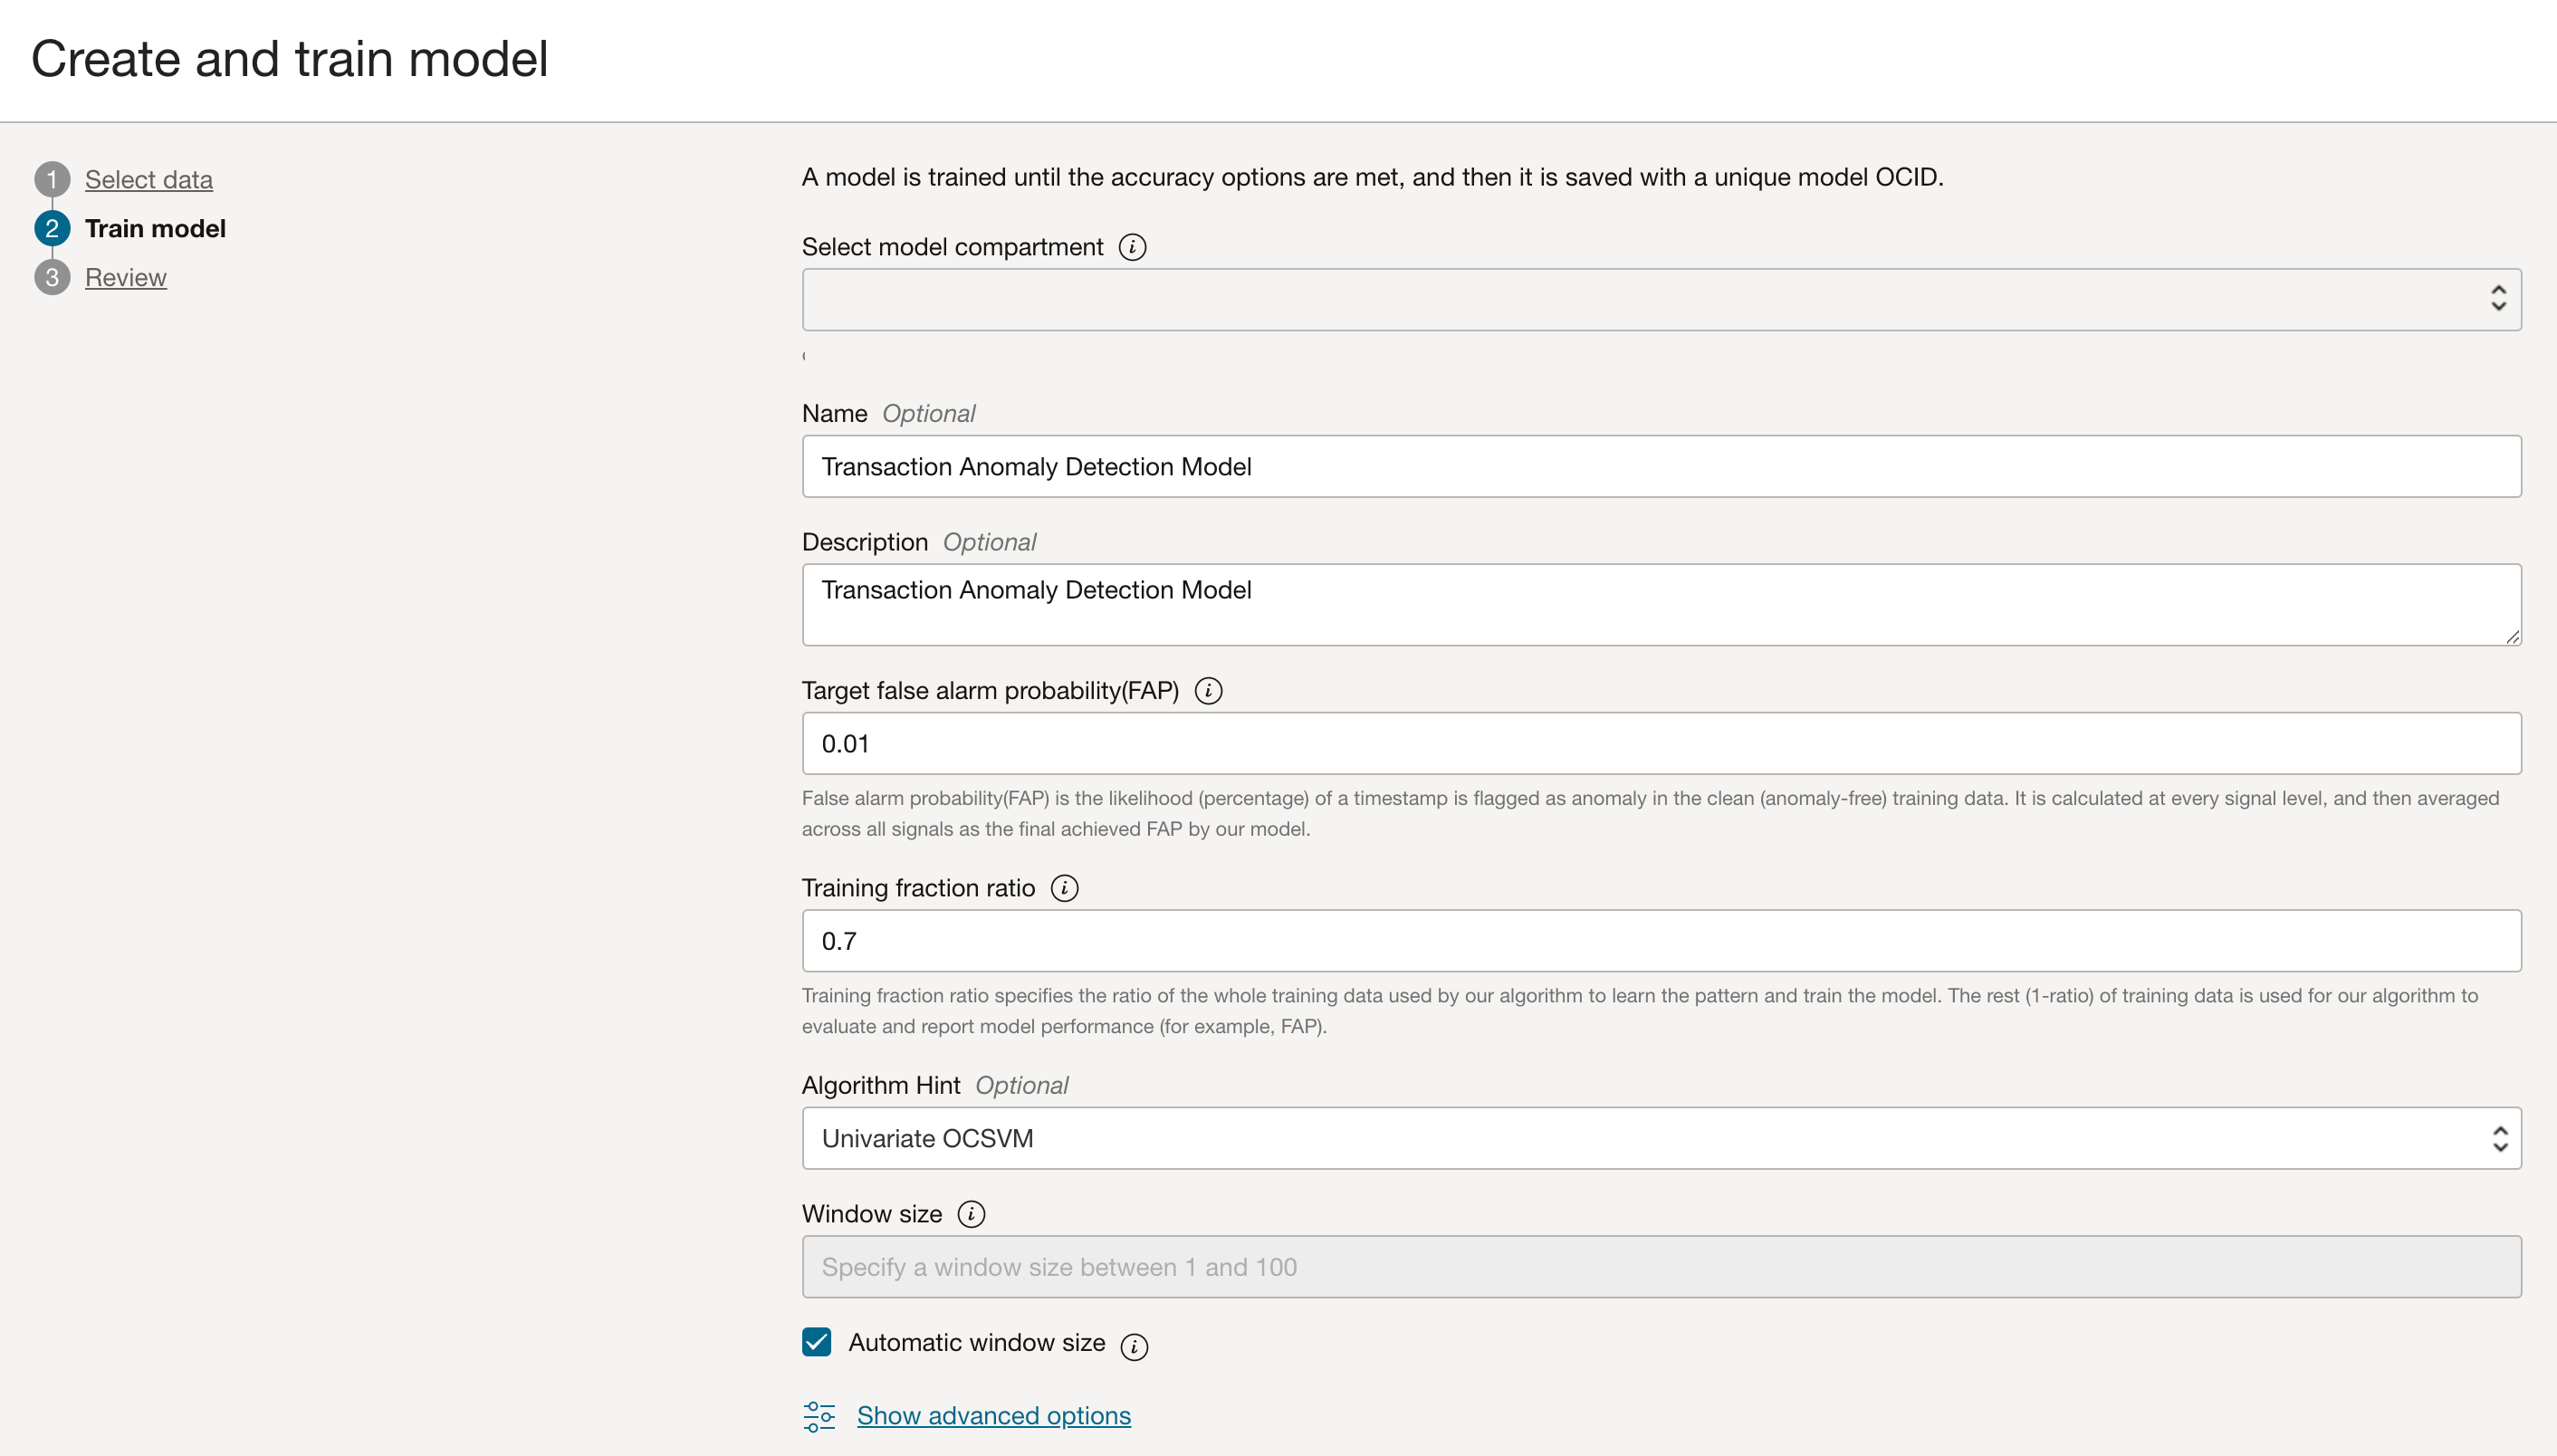 Create and train model
1 Select data
2 Train model
3 Review
A model is trained until the accuracy options are met, and then it is saved with a unique model OCID.
Select model compartment i
Name Optional
Transaction Anomaly Detection Model
Description Optional
Transaction Anomaly Detection Model
Target false alarm probability(FAP) i
0.01
False alarm probability(FAP) is the likelihood (percentage) of a timestamp is flagged as anomaly in the clean (anomaly-free) training data. It is calculated at every signal level, and then averaged
across all signals as the final achieved FAP by our model.
Training fraction ratio i
0.7
Training fraction ratio specifies the ratio of the whole training data used by our algorithm to learn the pattern and train the model. The rest (1-ratio) of training data is used for our algorithm to
evaluate and report model performance (for example, FAP).
Algorithm Hint Optional
Univariate OCSVM
Window size i
Specify a window size between 1 and 100
Automatic window size i
Show advanced options